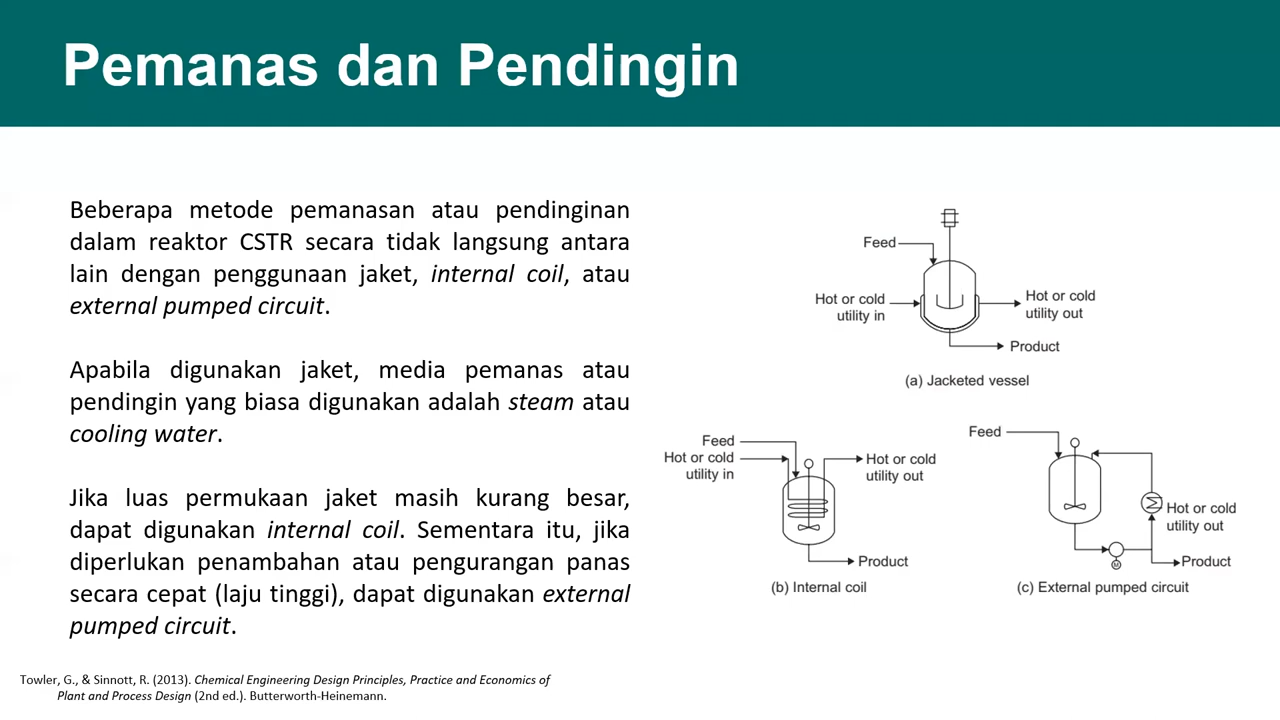 Pemanas dan Pendingin
Beberapa metode pemanasan atau pendinginan
dalam reaktor CSTR secara tidak langsung antara
lain dengan penggunaan jaket, internal coil, atau
external pumped circuit.
Apabila digunakan jaket, media pemanas atau
pendingin yang biasa digunakan adalah steam atau
cooling water.
Jika luas permukaan jaket masih kurang besar,
dapat digunakan internal coil. Sementara itu, jika
diperlukan penambahan atau pengurangan panas
secara cepat (laju tinggi), dapat digunakan external
pumped circuit.
Feed
Hot or cold
utility in
Hot or cold
utility out
Product
(a) Jacketed vessel
Feed
Hot or cold
utility in
Hot or cold
utility out
Product
(b) Internal coil
Feed
Hot or cold
utility out
M
Product
(c) External pumped circuit
Towler, G., & Sinnott, R. (2013). Chemical Engineering Design Principles, Practice and Economics of
Plant and Process Design (2nd ed.). Butterworth-Heinemann.